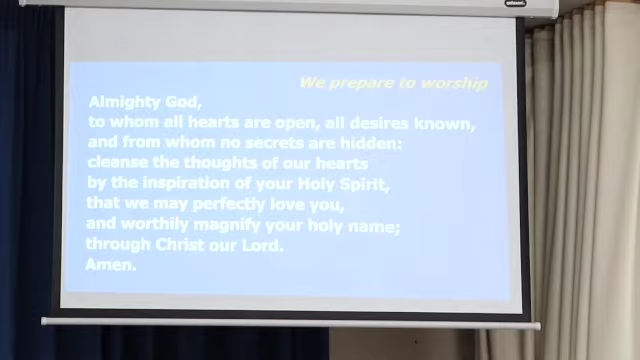 We prepare to worship
Almighty God,
to whom all hearts are open, all desires known,
and from whom no secrets are hidden:
cleanse the thoughts of our hearts
by the inspiration of your Holy Spirit,
that we may perfectly love you,
and worthily magnify your holy name;
through Christ our Lord.
Amen.